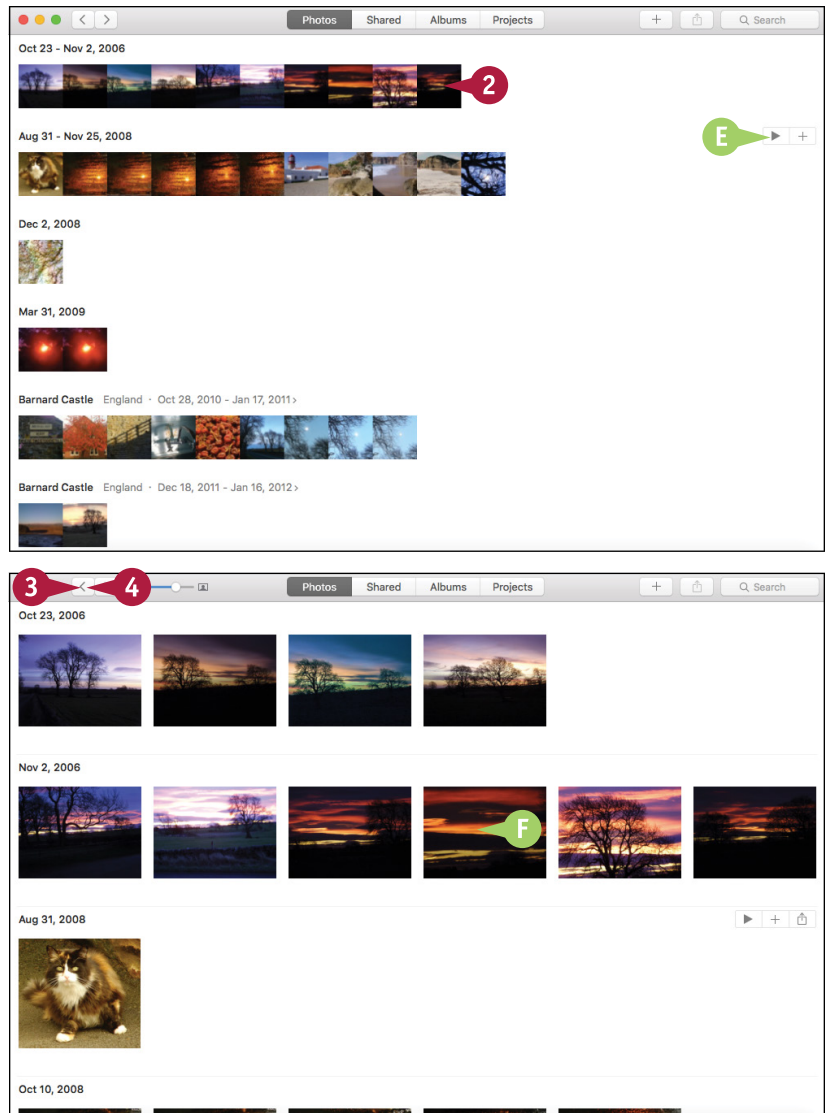 Photos Shared Albums Projects Search
Oct 23 - Nov 2, 2006
2
Aug 31 - Nov 25, 2008
E
Dec 2, 2008
Mar 31, 2009
Barnard Castle England · Oct 28, 2010 - Jan 17, 2011 >
Barnard Castle England · Dec 18, 2011 - Jan 16, 2012 >
3 4 Photos Shared Albums Projects Search
Oct 23, 2006
Nov 2, 2006
F
Aug 31, 2008
Oct 10, 2008